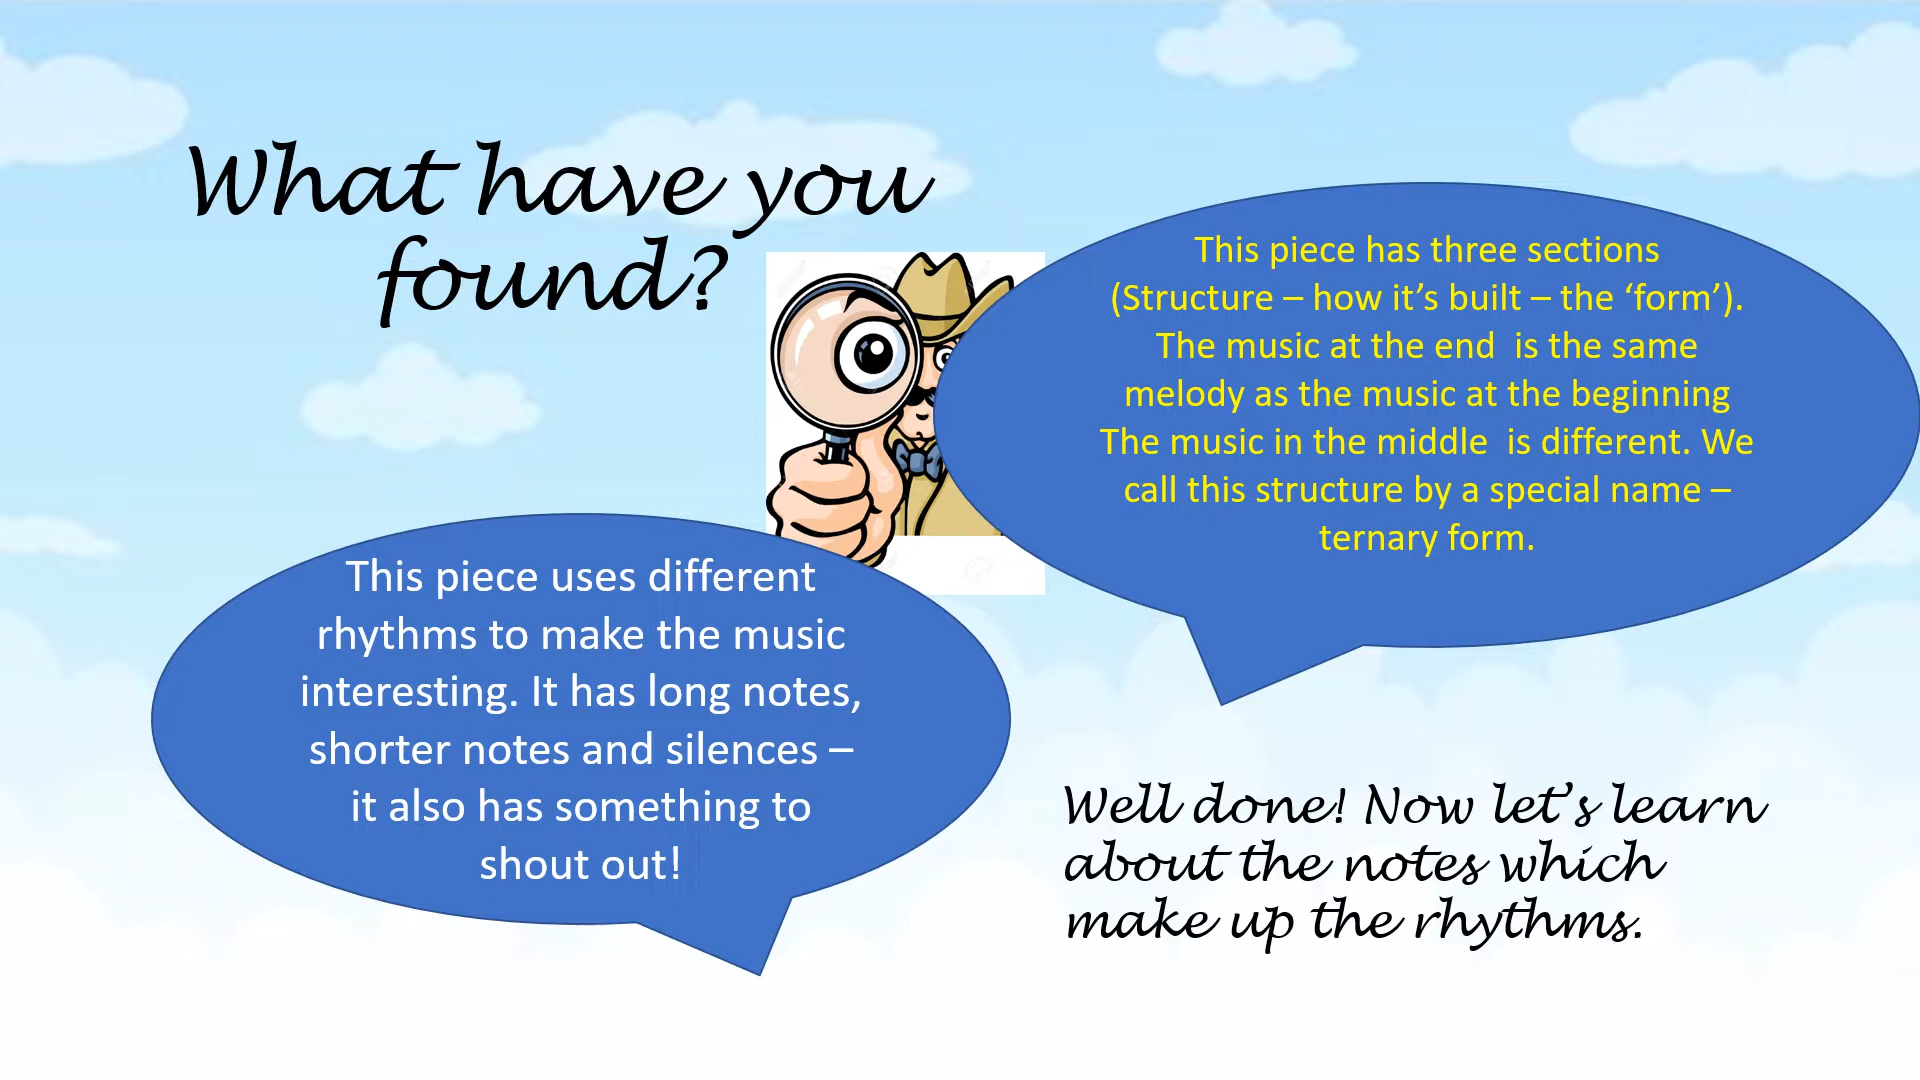 What have you
found?
This piece has three sections
(Structure – how it’s built – the ‘form’).
The music at the end  is the same
melody as the music at the beginning
The music in the middle  is different. We
call this structure by a special name –
ternary form.
This piece uses different
rhythms to make the music
interesting. It has long notes,
shorter notes and silences –
it also has something to
shout out!
Well done! Now let’s learn
about the notes which
make up the rhythms.